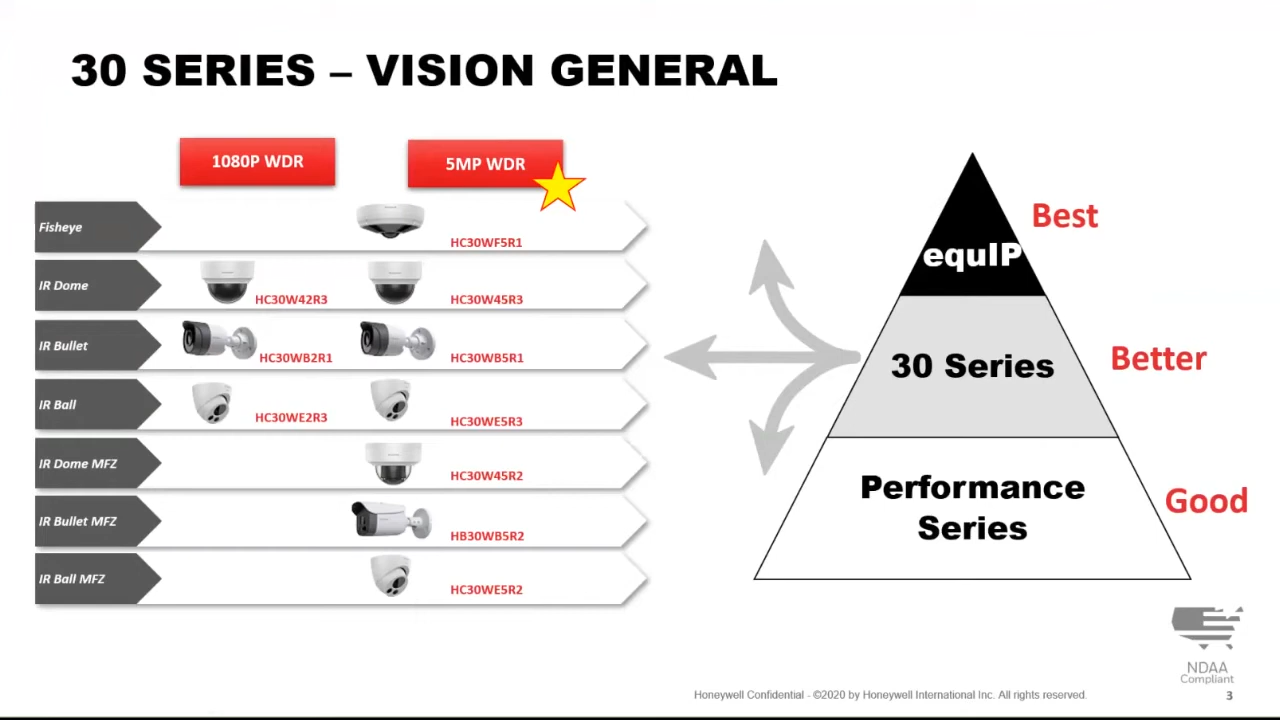 30 SERIES – VISION GENERAL
1080P WDR
5MP WDR
Fisheye
HC30WF5R1
IR Dome
HC30W42R3
HC30W45R3
IR Bullet
HC30WB2R1
HC30WB5R1
IR Ball
HC30WE2R3
HC30WE5R3
IR Dome MFZ
HC30W45R2
IR Bullet MFZ
HB30WB5R2
IR Ball MFZ
HC30WE5R2
equIP
Best
30 Series
Better
Performance
Series
Good
NDAA
Compliant
Honeywell Confidential - ©2020 by Honeywell International Inc. All rights reserved.
3